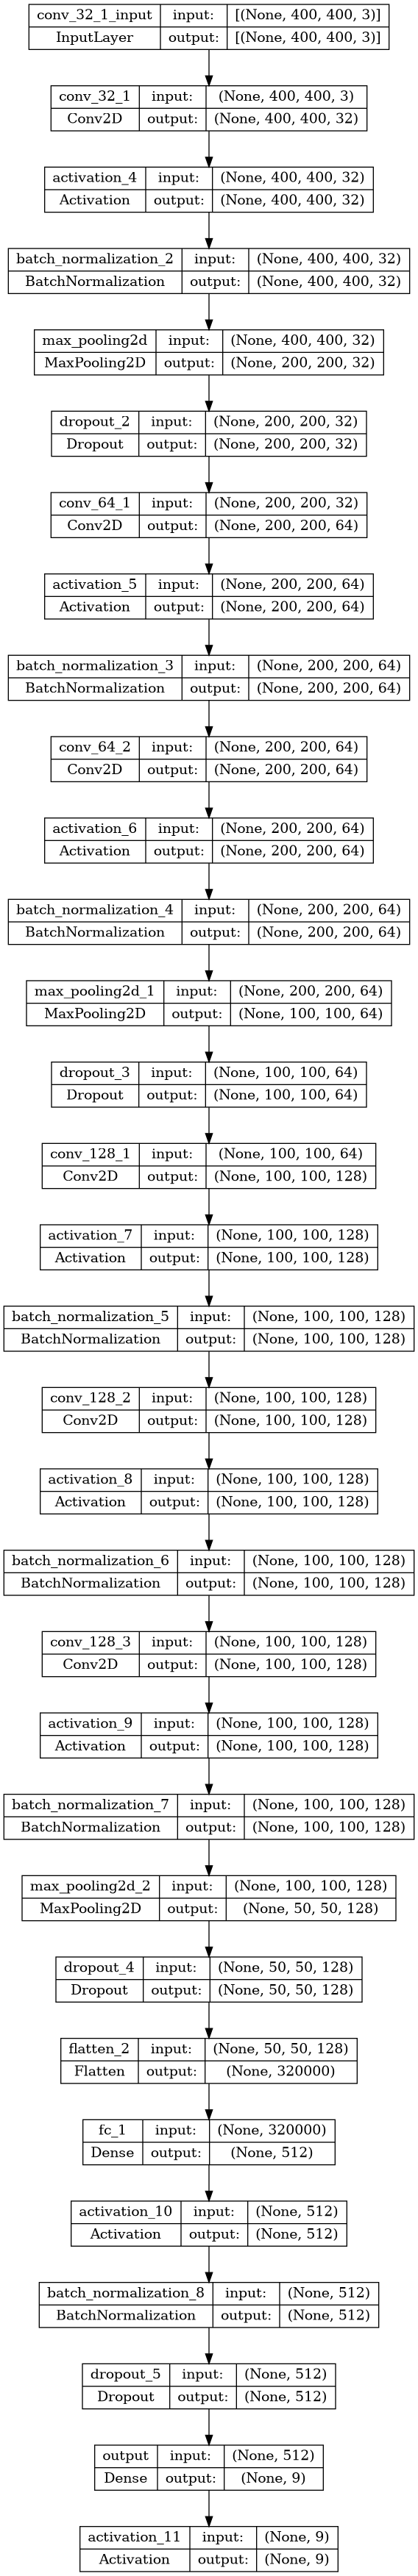 conv_32_1_input input: [(None, 400, 400, 3)]
InputLayer output: [(None, 400, 400, 3)]
conv_32_1 input: (None, 400, 400, 3)
Conv2D output: (None, 400, 400, 32)
activation_4 input: (None, 400, 400, 32)
Activation output: (None, 400, 400, 32)
batch_normalization_2 input: (None, 400, 400, 32)
BatchNormalization output: (None, 400, 400, 32)
max_pooling2d input: (None, 400, 400, 32)
MaxPooling2D output: (None, 200, 200, 32)
dropout_2 input: (None, 200, 200, 32)
Dropout output: (None, 200, 200, 32)
conv_64_1 input: (None, 200, 200, 32)
Conv2D output: (None, 200, 200, 64)
activation_5 input: (None, 200, 200, 64)
Activation output: (None, 200, 200, 64)
batch_normalization_3 input: (None, 200, 200, 64)
BatchNormalization output: (None, 200, 200, 64)
conv_64_2 input: (None, 200, 200, 64)
Conv2D output: (None, 200, 200, 64)
activation_6 input: (None, 200, 200, 64)
Activation output: (None, 200, 200, 64)
batch_normalization_4 input: (None, 200, 200, 64)
BatchNormalization output: (None, 200, 200, 64)
max_pooling2d_1 input: (None, 200, 200, 64)
MaxPooling2D output: (None, 100, 100, 64)
dropout_3 input: (None, 100, 100, 64)
Dropout output: (None, 100, 100, 64)
conv_128_1 input: (None, 100, 100, 64)
Conv2D output: (None, 100, 100, 128)
activation_7 input: (None, 100, 100, 128)
Activation output: (None, 100, 100, 128)
batch_normalization_5 input: (None, 100, 100, 128)
BatchNormalization output: (None, 100, 100, 128)
conv_128_2 input: (None, 100, 100, 128)
Conv2D output: (None, 100, 100, 128)
activation_8 input: (None, 100, 100, 128)
Activation output: (None, 100, 100, 128)
batch_normalization_6 input: (None, 100, 100, 128)
BatchNormalization output: (None, 100, 100, 128)
conv_128_3 input: (None, 100, 100, 128)
Conv2D output: (None, 100, 100, 128)
activation_9 input: (None, 100, 100, 128)
Activation output: (None, 100, 100, 128)
batch_normalization_7 input: (None, 100, 100, 128)
BatchNormalization output: (None, 100, 100, 128)
max_pooling2d_2 input: (None, 100, 100, 128)
MaxPooling2D output: (None, 50, 50, 128)
dropout_4 input: (None, 50, 50, 128)
Dropout output: (None, 50, 50, 128)
flatten_2 input: (None, 50, 50, 128)
Flatten output: (None, 320000)
fc_1 input: (None, 320000)
Dense output: (None, 512)
activation_10 input: (None, 512)
Activation output: (None, 512)
batch_normalization_8 input: (None, 512)
BatchNormalization output: (None, 512)
dropout_5 input: (None, 512)
Dropout output: (None, 512)
output input: (None, 512)
Dense output: (None, 9)
activation_11 input: (None, 9)
Activation output: (None, 9)